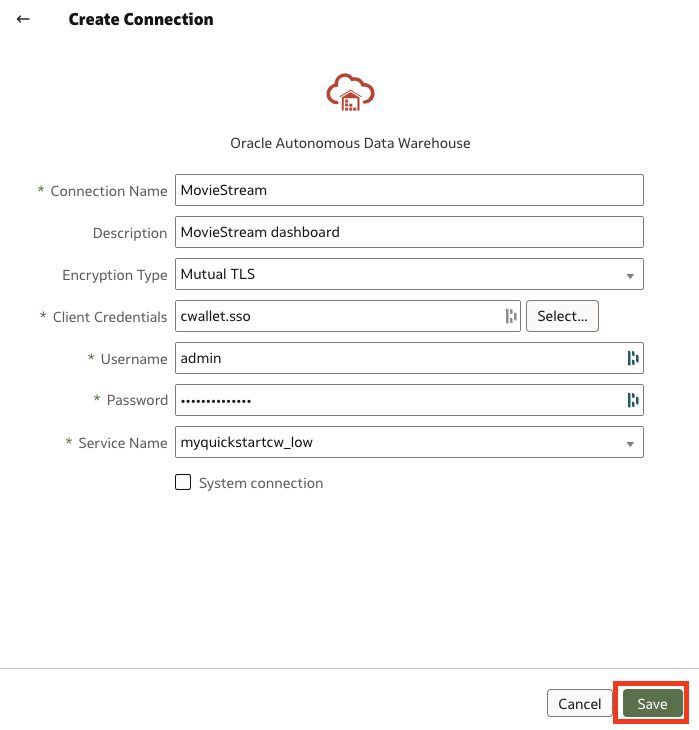 ← Create Connection
Oracle Autonomous Data Warehouse
* Connection Name MovieStream
Description MovieStream dashboard
Encryption Type Mutual TLS
* Client Credentials cwallet.sso Select...
* Username admin
* Password ••••••••••••••
* Service Name myquickstartcw_low
System connection
Cancel Save